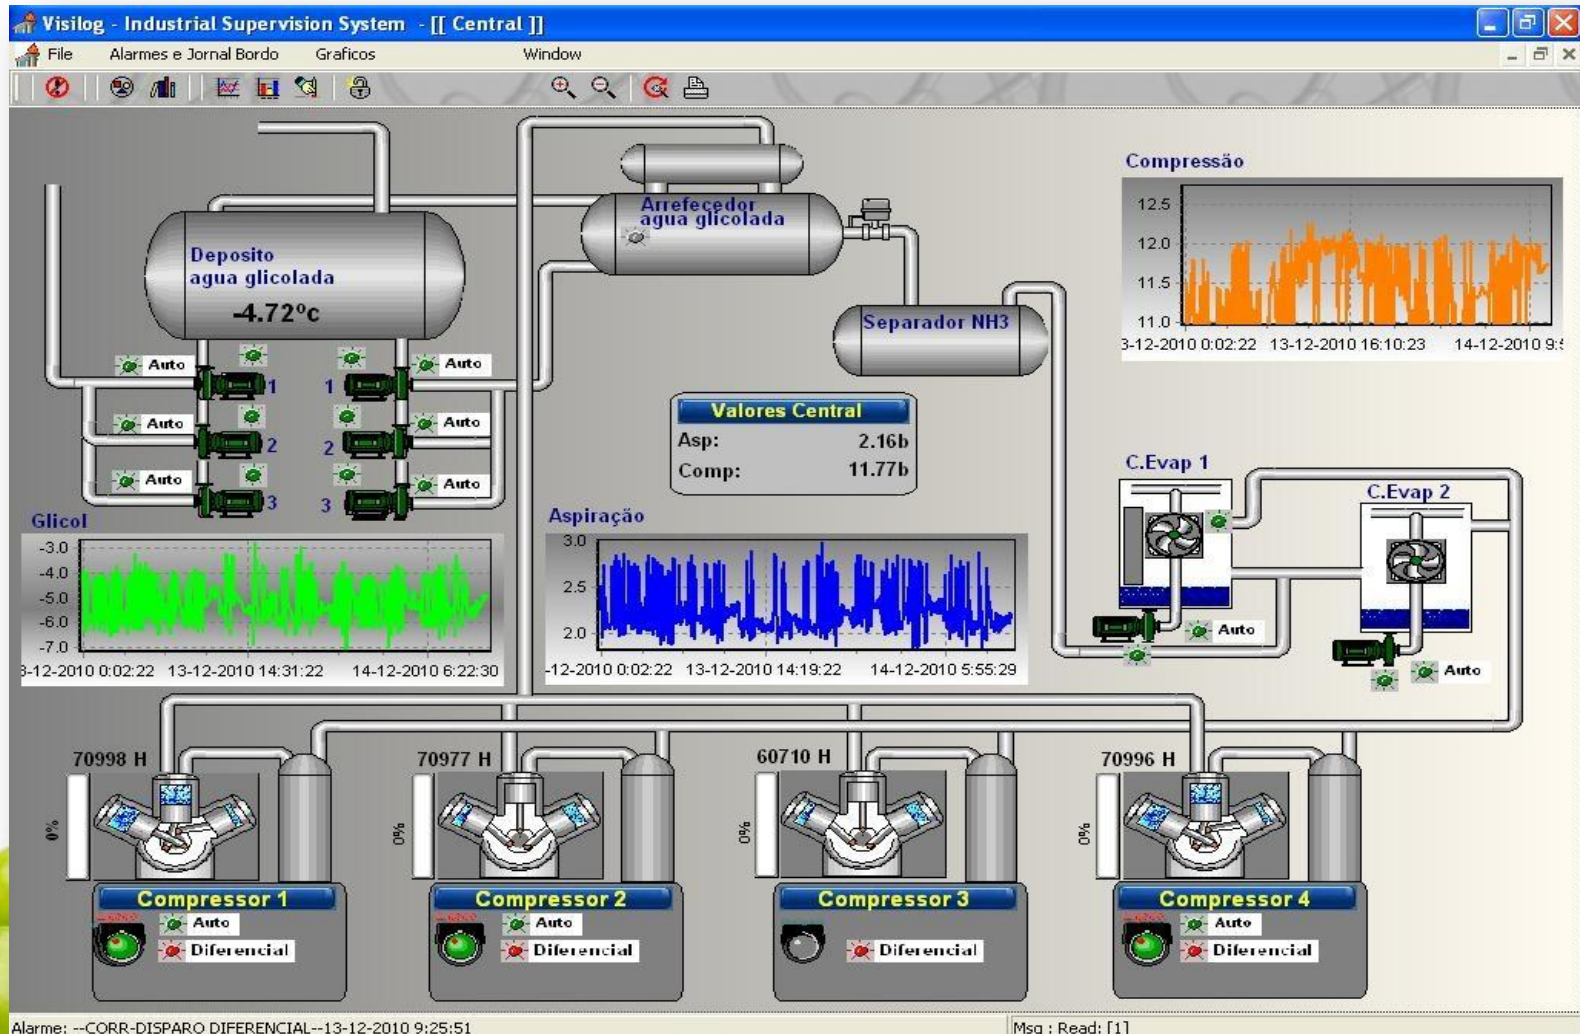 Visilog - Industrial Supervision System - [[ Central ]]
File Alarmes e Jornal Bordo Graficos Window
Compressão
12.5
12.0
11.5
11.0
3-12-2010 0:02:22 13-12-2010 16:10:23 14-12-2010 9:5
Arrefecedor
agua glicolada
Deposito
agua glicolada
-4.72ºc
Separador NH3
Auto Auto
1 1
Auto Auto
2 2
Auto Auto
3 3
Valores Central
Asp: 2.16b
Comp: 11.77b
C.Evap 1
C.Evap 2
Auto
Auto
Glicol
-3.0
-4.0
-5.0
-6.0
-7.0
3-12-2010 0:02:22 13-12-2010 14:31:22 14-12-2010 6:22:30
Aspiração
3.0
2.5
2.0
-12-2010 0:02:22 13-12-2010 14:19:22 14-12-2010 5:55:29
70998 H 70977 H 60710 H 70996 H
0% 0% 0% 0%
Compressor 1
Auto
Diferencial
Compressor 2
Auto
Diferencial
Compressor 3
Diferencial
Compressor 4
Auto
Diferencial
Alarme: --CORR-DISPARO DIFERENCIAL--13-12-2010 9:25:51
Msg : Read: [1]